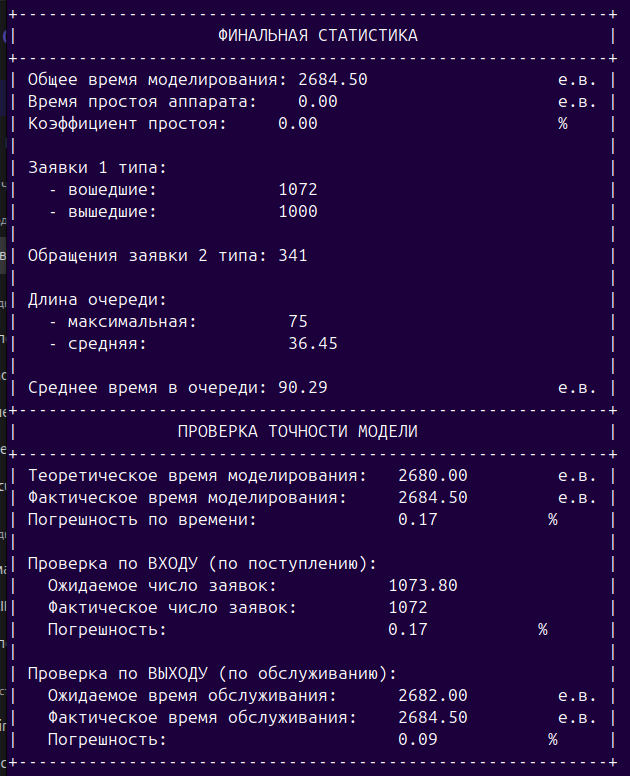 ФИНАЛЬНАЯ СТАТИСТИКА
Общее время моделирования: 2684.50 е.в.
Время простоя аппарата: 0.00 е.в.
Коэффициент простоя: 0.00 %
Заявки 1 типа:
- вошедшие: 1072
- вышедшие: 1000
Обращения заявки 2 типа: 341
Длина очереди:
- максимальная: 75
- средняя: 36.45
Среднее время в очереди: 90.29 е.в.
ПРОВЕРКА ТОЧНОСТИ МОДЕЛИ
Теоретическое время моделирования: 2680.00 е.в.
Фактическое время моделирования: 2684.50 е.в.
Погрешность по времени: 0.17 %
Проверка по ВХОДУ (по поступлению):
Ожидаемое число заявок: 1073.80
Фактическое число заявок: 1072
Погрешность: 0.17 %
Проверка по ВЫХОДУ (по обслуживанию):
Ожидаемое время обслуживания: 2682.00 е.в.
Фактическое время обслуживания: 2684.50 е.в.
Погрешность: 0.09 %